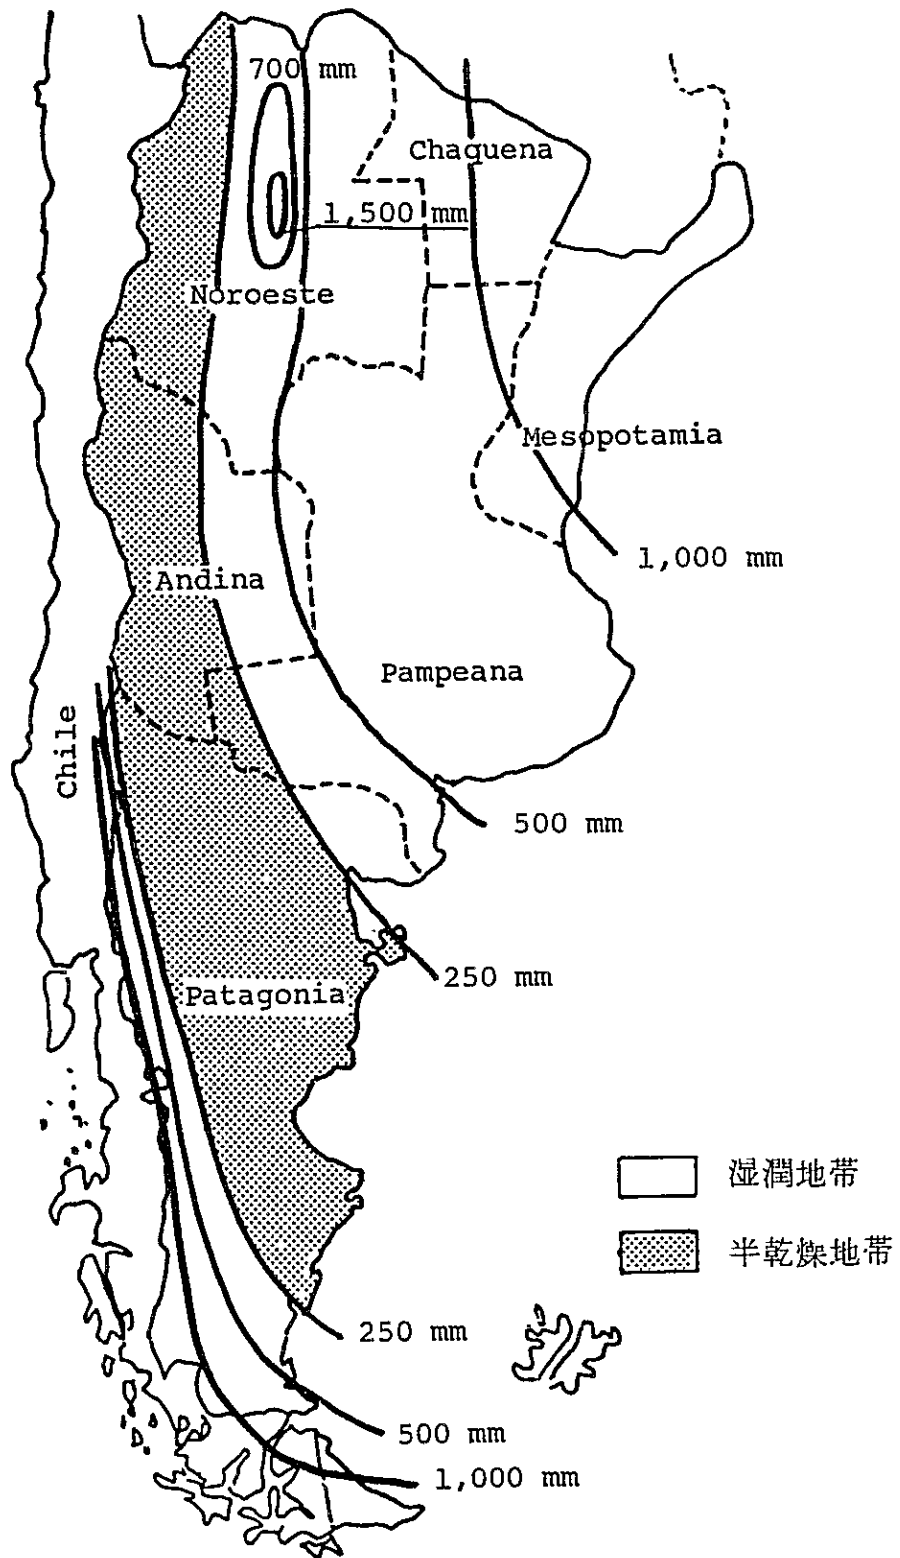 700 mm
Chaquena
1,500 mm
Noroeste
Mesopotamia
1,000 mm
Andina
Pampeana
Chile
500 mm
250 mm
Patagonia
湿潤地帯
半乾燥地帯
250 mm
500 mm
1,000 mm